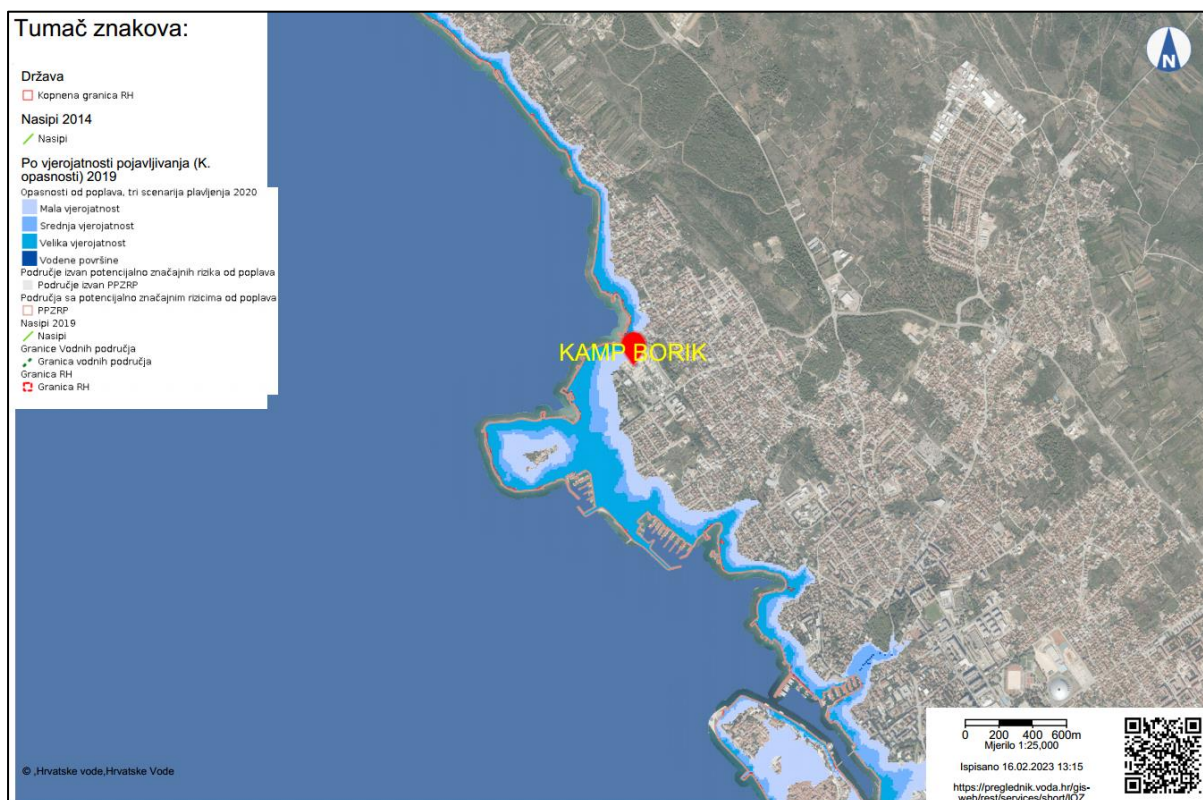 Tumač znakova:
Država
Kopnena granica RH
Nasipi 2014
Nasipi
Po vjerojatnosti pojavljivanja (K.
opasnosti) 2019
Opasnosti od poplava, tri scenarija plavljenja 2020
Mala vjerojatnost
Srednja vjerojatnost
Velika vjerojatnost
Vodene površine
Područje izvan potencijalno značajnih rizika od poplava
Područje izvan PPZRP
Područja sa potencijalno značajnim rizicima od poplava
PPZRP
Nasipi 2019
Nasipi
Granice Vodnih područja
Granica vodnih područja
Granica RH
Granica RH
N
KAMP BORIK
0 200 400 600m
Mjerilo 1:25,000
Ispisano 16.02.2023 13:15
https://preglednik.voda.hr/gis-
web/rest/services/short/IOZ
© ,Hrvatske vode,Hrvatske Vode